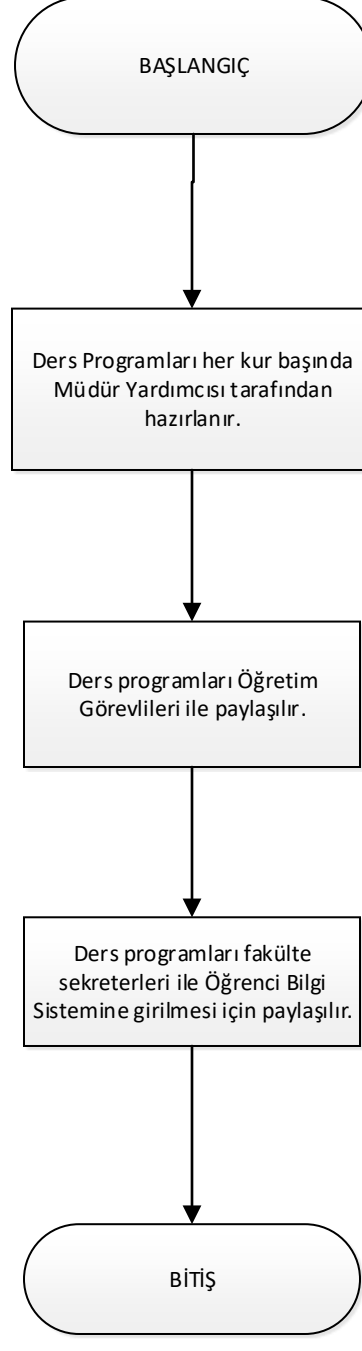 BAŞLANGIÇ
Ders Programları her kur başında
Müdür Yardımcısı tarafından
hazırlanır.
Ders programları Öğretim
Görevlileri ile paylaşılır.
Ders programları fakülte
sekreterleri ile Öğrenci Bilgi
Sistemine girilmesi için paylaşılır.
BİTİŞ